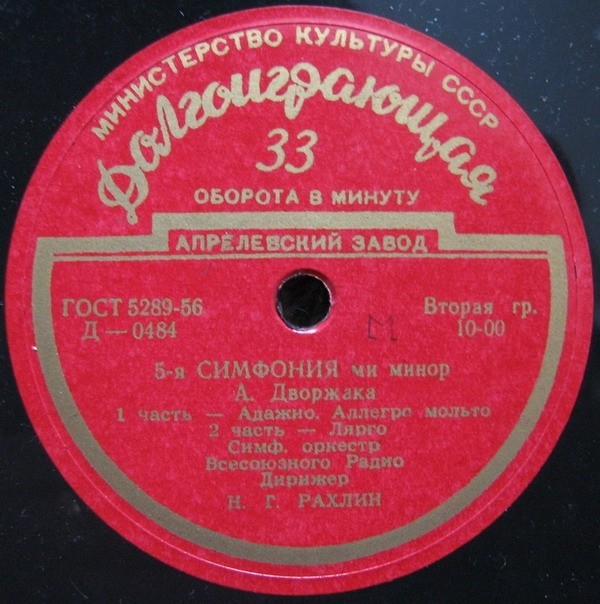 МИНИСТЕРСТВО КУЛЬТУРЫ СССР
Долгоиграющая
33
ОБОРОТА В МИНУТУ
АПРЕЛЕВСКИЙ ЗАВОД
ГОСТ 5289-56
Д — 0484
Вторая гр.
10-00
5-я СИМФОНИЯ ми минор
А. Дворжака
1 часть — Адажио. Аллегро мольто
2 часть — Лярго
Симф. оркестр
Всесоюзного Радио
Дирижер
Н. Г. РАХЛИН